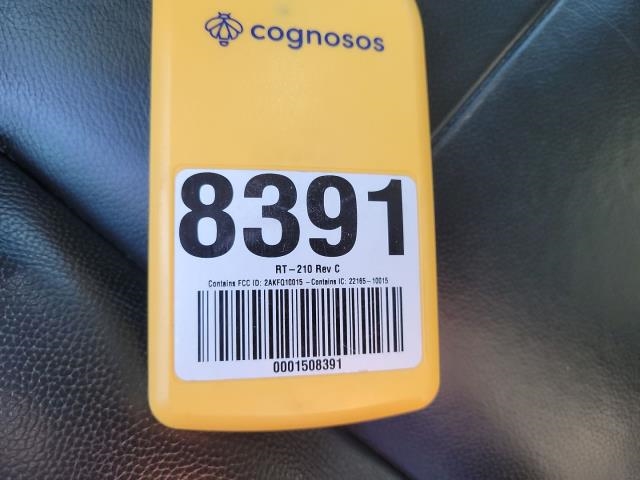 cognosos
8391
RT-210 Rev C
Contains FCC ID: 2AKFQ10015 - Contains IC: 22165-10015
0001508391